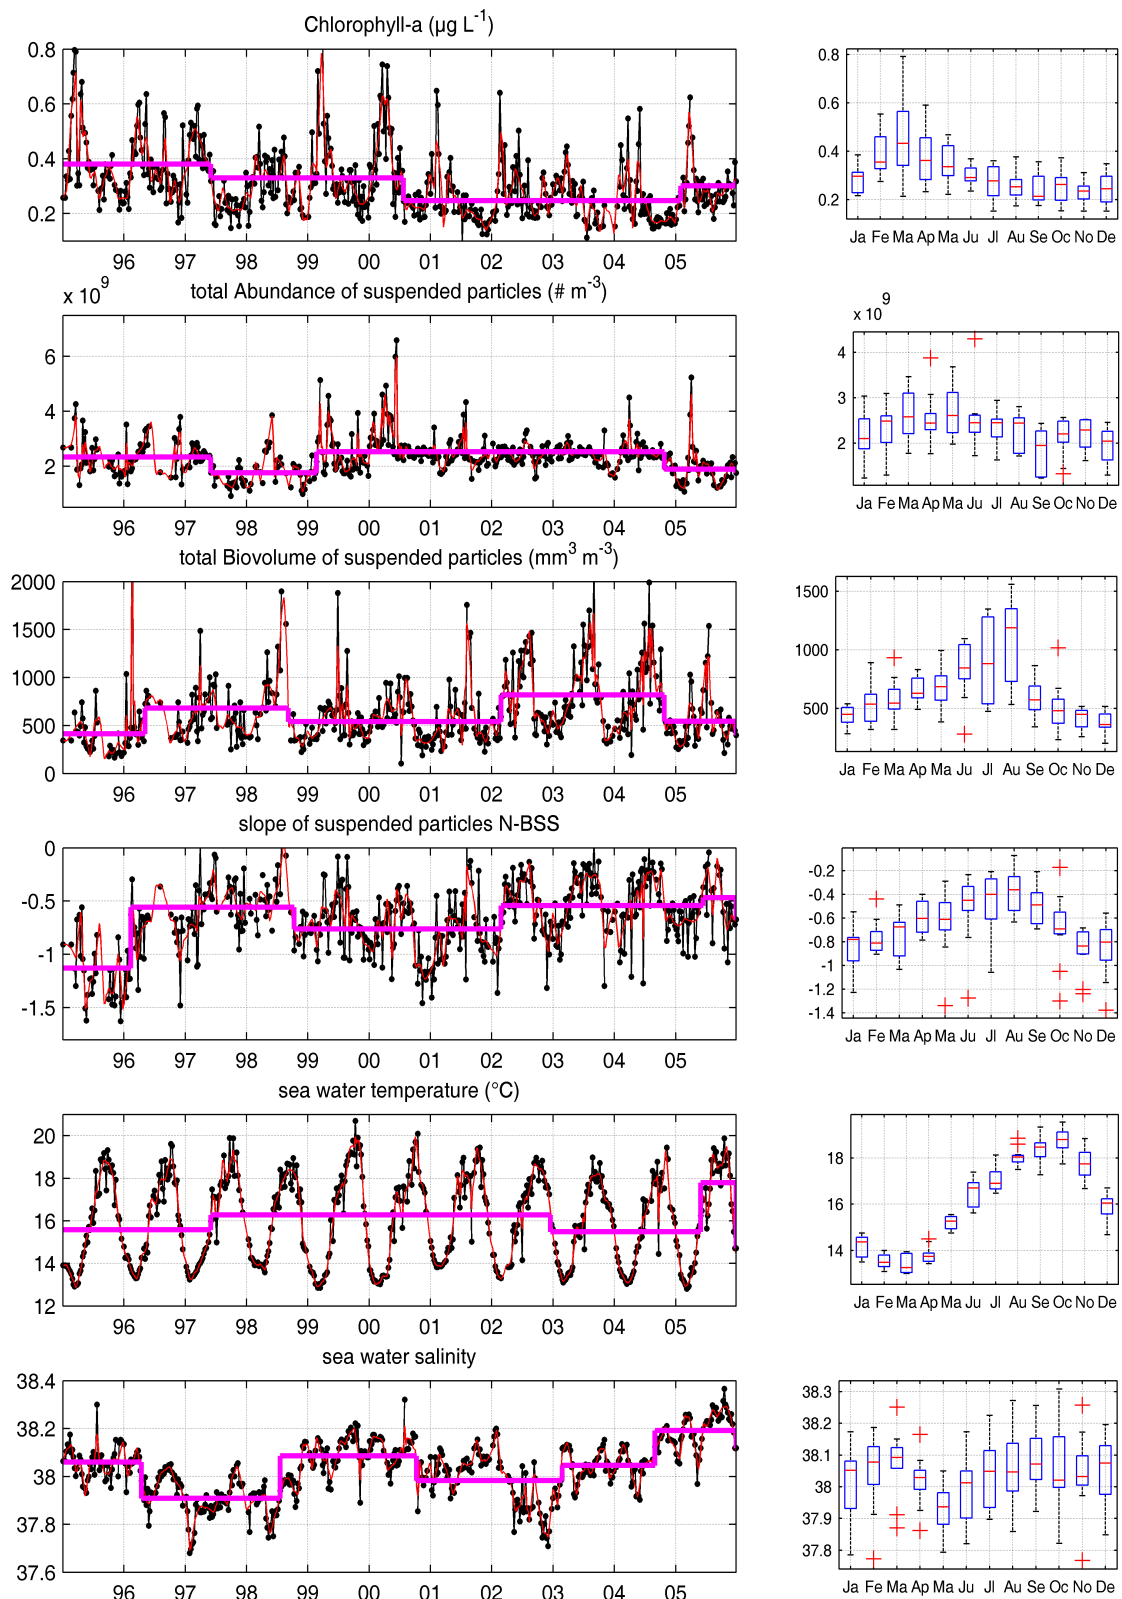 Chlorophyll-a (µg L⁻¹)
0.8
0.6
0.4
0.2
96 97 98 99 00 01 02 03 04 05
0.8
0.6
0.4
0.2
Ja Fe Ma Ap Ma Ju Jl Au Se Oc No De
x 10⁹
total Abundance of suspended particles (# m⁻³)
6
4
2
96 97 98 99 00 01 02 03 04 05
x 10⁹
4
3
2
Ja Fe Ma Ap Ma Ju Jl Au Se Oc No De
total Biovolume of suspended particles (mm³ m⁻³)
2000
1500
1000
500
0
96 97 98 99 00 01 02 03 04 05
1500
1000
500
Ja Fe Ma Ap Ma Ju Jl Au Se Oc No De
slope of suspended particles N-BSS
0
-0.5
-1
-1.5
96 97 98 99 00 01 02 03 04 05
-0.2
-0.4
-0.6
-0.8
-1
-1.2
-1.4
Ja Fe Ma Ap Ma Ju Jl Au Se Oc No De
sea water temperature (°C)
20
18
16
14
12
96 97 98 99 00 01 02 03 04 05
18
16
14
Ja Fe Ma Ap Ma Ju Jl Au Se Oc No De
sea water salinity
38.4
38.2
38
37.8
37.6
96 97 98 99 00 01 02 03 04 05
38.3
38.2
38.1
38
37.9
37.8
Ja Fe Ma Ap Ma Ju Jl Au Se Oc No De